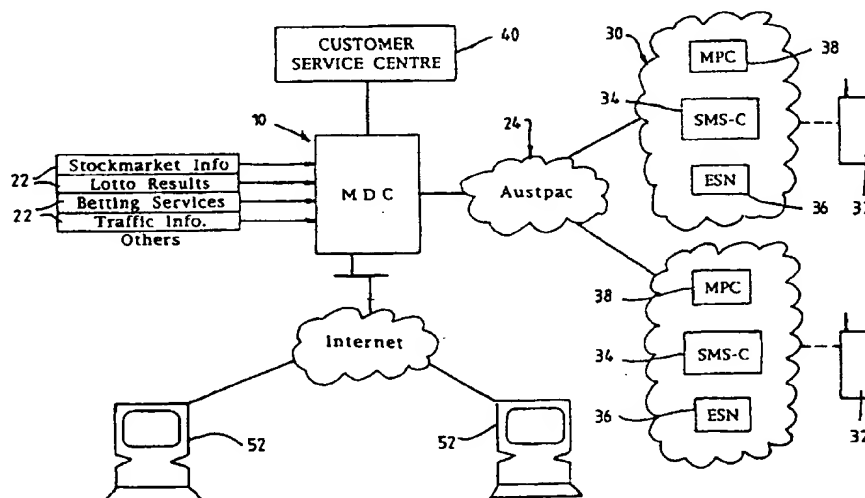 CUSTOMER
SERVICE CENTRE
40
30
MPC
38
34
SMS-C
10
24
22
Stockmarket Info
Lotto Results
22
Betting Services
Traffic Info.
Others
MDC
Austpac
ESN
36
38
MPC
Internet
34
SMS-C
36
ESN
32
52
52